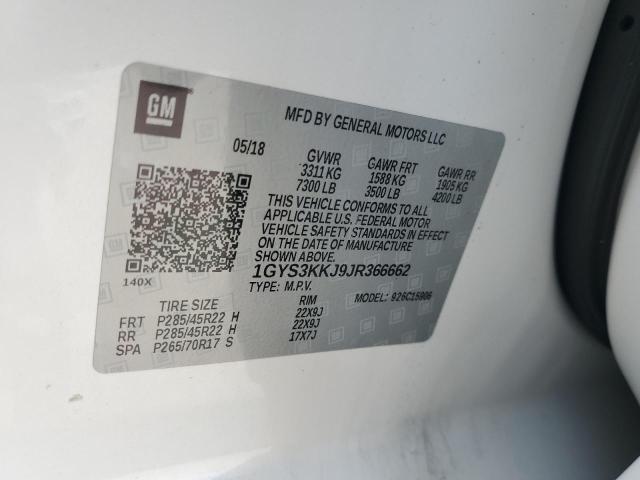 GM
MFD BY GENERAL MOTORS LLC
05/18 GVWR GAWR FRT GAWR RR
3311 KG 1588 KG 1905 KG
7300 LB 3500 LB 4200 LB
THIS VEHICLE CONFORMS TO ALL
APPLICABLE U.S. FEDERAL MOTOR
VEHICLE SAFETY STANDARDS IN EFFECT
ON THE DATE OF MANUFACTURE
SHOWN ABOVE.
1GYS3KKJ9JR366662
140X
TYPE: M.P.V. MODEL: 926C15906
TIRE SIZE RIM
FRT P285/45R22 H 22X9J
RR P285/45R22 H 22X9J
SPA P265/70R17 S 17X7J